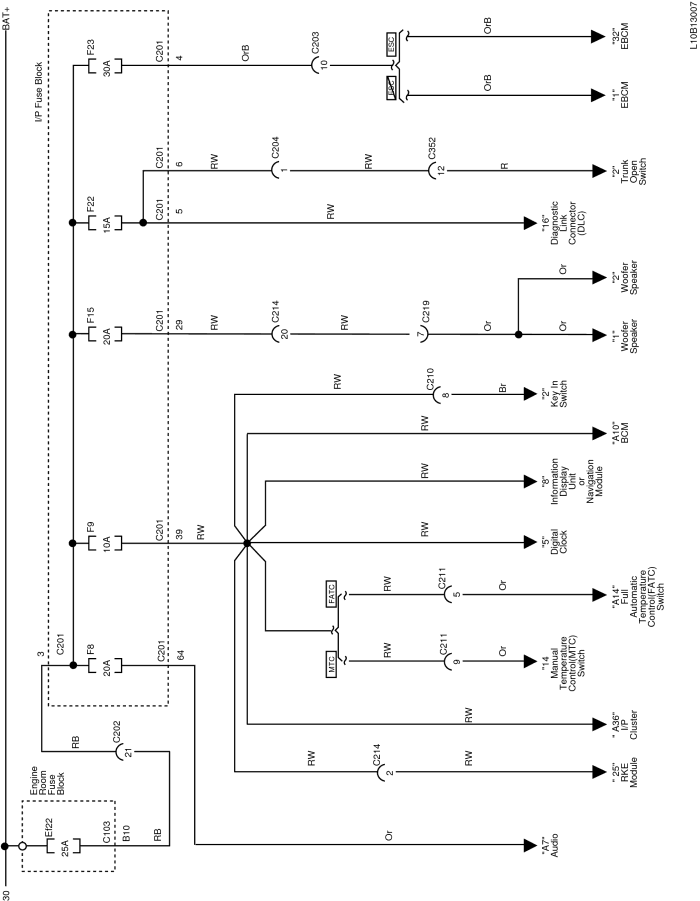 30
BAT+
L10B13007
Engine
Room
Fuse
Block
Ef22
25A
C103
B10
RB
RB
C202
21
I/P Fuse Block
3
C201
F8
20A
C201
64
F9
10A
C201
39
RW
F15
20A
C201
29
RW
C214
20
RW
C219
7
Or
Or
Or
F22
15A
C201
5
RW
C201
6
RW
C204
1
RW
C352
12
R
F23
30A
C201
4
OrB
C203
10
ESC
ESC
OrB
OrB
Or
"A7"
Audio
RW
C214
2
RW
" 25"
RKE
Module
RW
" A36"
I/P
Cluster
MTC
RW
C211
9
Or
"14
Manual
Temperature
Control(MTC)
Switch
FATC
RW
C211
5
Or
"A14"
Full
Automatic
Temperature
Control(FATC)
Switch
RW
"5"
Digital
Clock
RW
"8"
Information
Display
Unit
or
Navigation
Module
RW
"A10"
BCM
RW
C210
8
Br
"2"
Key In
Switch
"1"
Woofer
Speaker
"2"
Woofer
Speaker
"16"
Diagnostic
Link
Connector
(DLC)
"2"
Trunk
Open
Switch
"1"
EBCM
"32"
EBCM